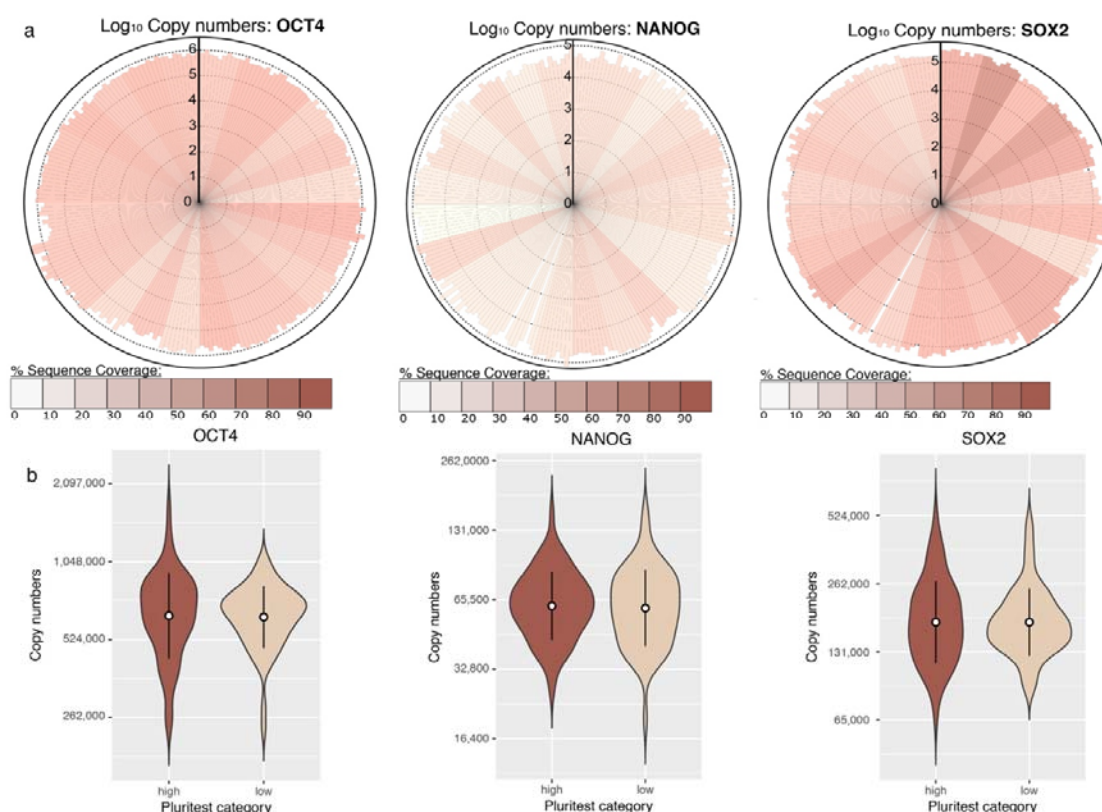 a
Log₁₀ Copy numbers: OCT4
6
5
4
3
2
1
0
% Sequence Coverage:
0 10 20 30 40 50 60 70 80 90
Log₁₀ Copy numbers: NANOG
5
4
3
2
1
0
% Sequence Coverage:
0 10 20 30 40 50 60 70 80 90
Log₁₀ Copy numbers: SOX2
5
4
3
2
1
0
% Sequence Coverage:
0 10 20 30 40 50 60 70 80 90
b
OCT4
Copy numbers
2,097,000
1,048,000
524,000
262,000
high low
Pluritest category
NANOG
Copy numbers
262,0000
131,000
65,500
32,800
16,400
high low
Pluritest category
SOX2
Copy numbers
524,000
262,000
131,000
65,000
high low
Pluritest category